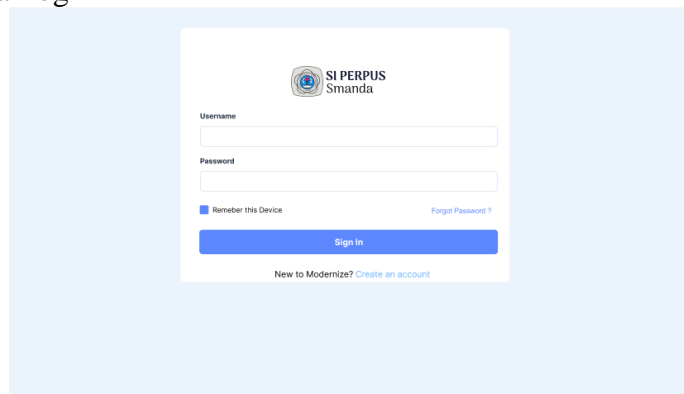 SI PERPUS
Smanda
Username
Password
Remeber this Device
Forgot Password ?
Sign In
New to Modernize? Create an account